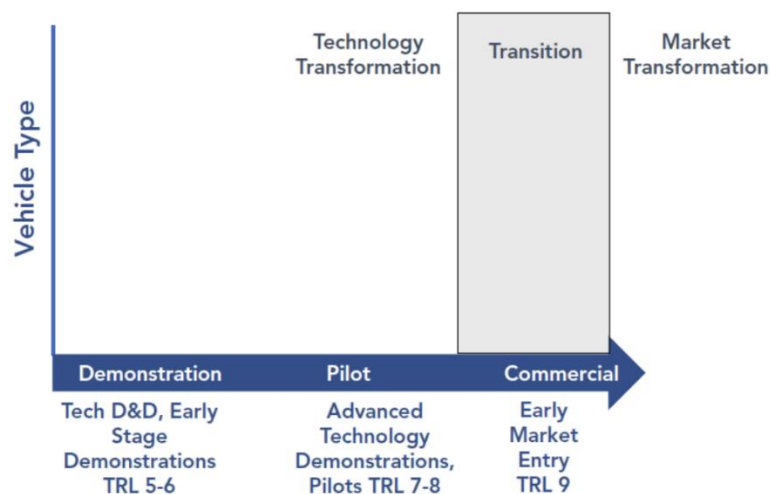 Technology
Transformation
Transition
Market
Transformation
Vehicle Type
Demonstration
Pilot
Commercial
Tech D&D, Early
Stage
Demonstrations
TRL 5-6
Advanced
Technology
Demonstrations,
Pilots TRL 7-8
Early
Market
Entry
TRL 9